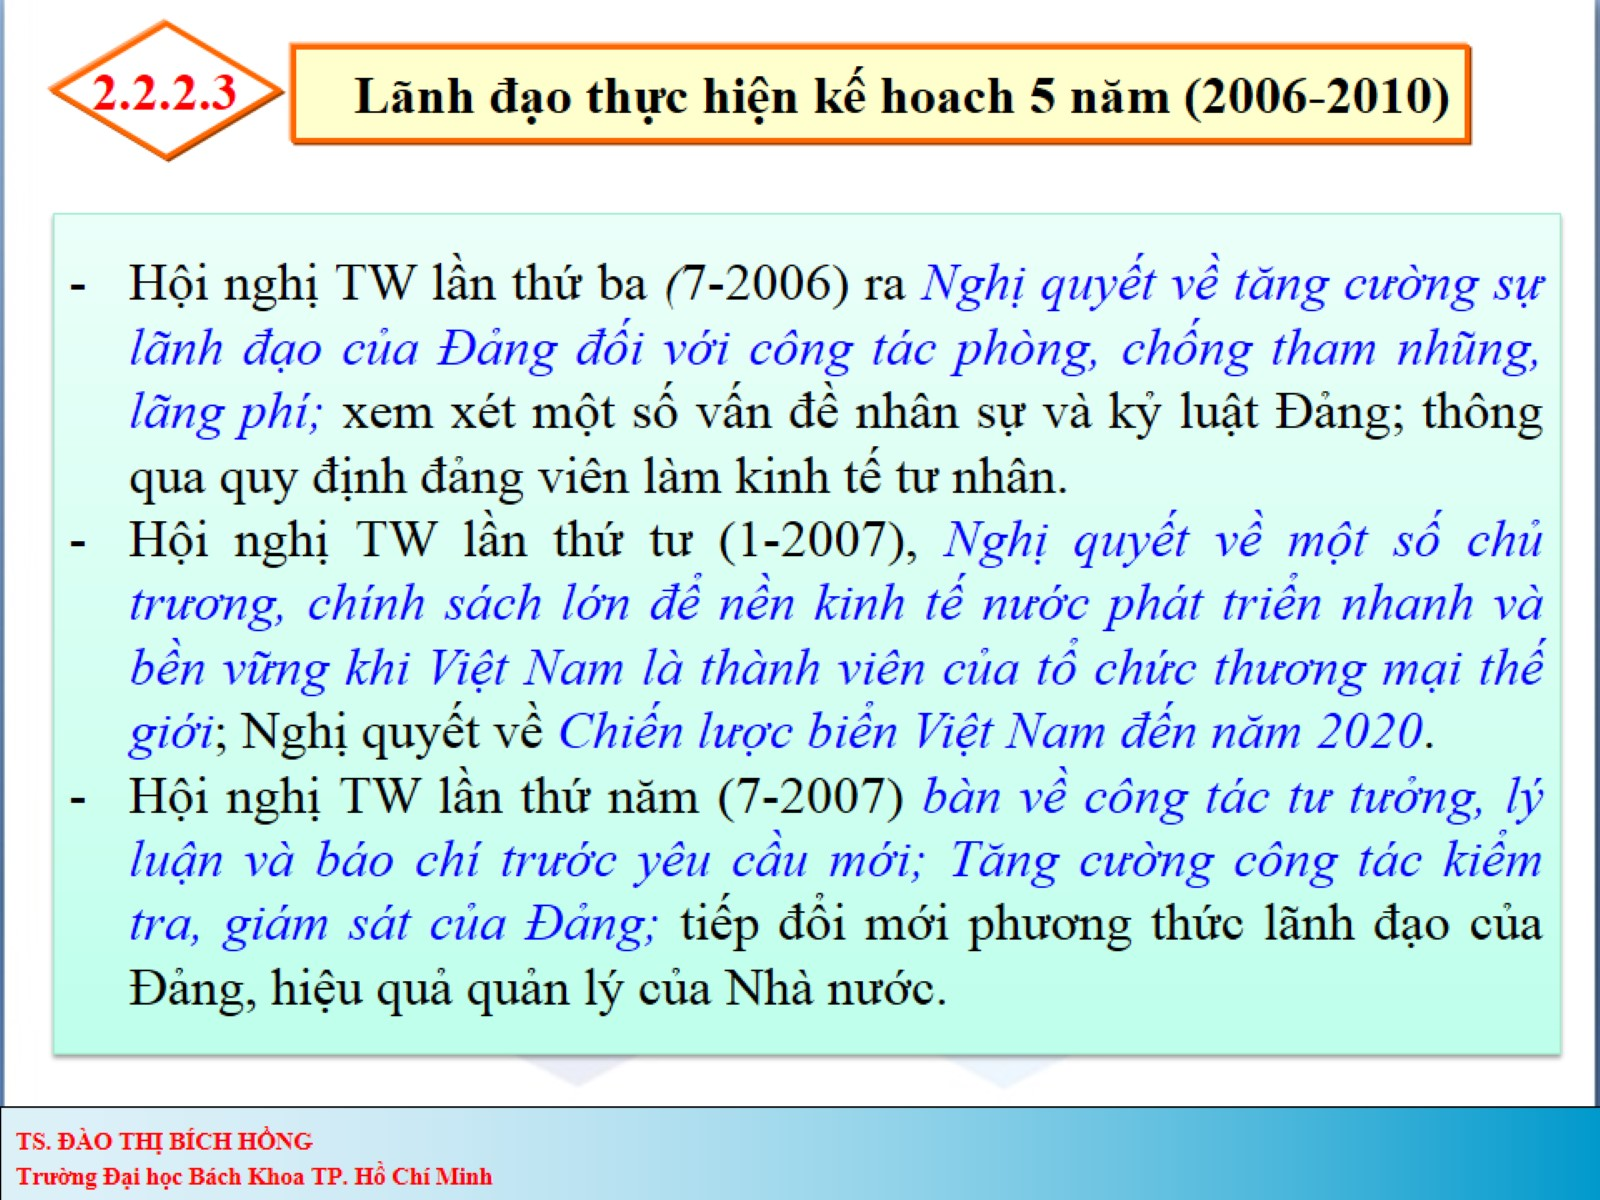 2.2.2.3
Lãnh đạo thực hiện kế hoach 5 năm (2006-2010)
- Hội nghị TW lần thứ ba (7-2006) ra Nghị quyết về tăng cường sự
lãnh đạo của Đảng đối với công tác phòng, chống tham nhũng,
lãng phí; xem xét một số vấn đề nhân sự và kỷ luật Đảng; thông
qua quy định đảng viên làm kinh tế tư nhân.
- Hội nghị TW lần thứ tư (1-2007), Nghị quyết về một số chủ
trương, chính sách lớn để nền kinh tế nước phát triển nhanh và
bền vững khi Việt Nam là thành viên của tổ chức thương mại thế
giới; Nghị quyết về Chiến lược biển Việt Nam đến năm 2020.
- Hội nghị TW lần thứ năm (7-2007) bàn về công tác tư tưởng, lý
luận và báo chí trước yêu cầu mới; Tăng cường công tác kiểm
tra, giám sát của Đảng; tiếp đổi mới phương thức lãnh đạo của
Đảng, hiệu quả quản lý của Nhà nước.
TS. ĐÀO THỊ BÍCH HỒNG
Trường Đại học Bách Khoa TP. Hồ Chí Minh